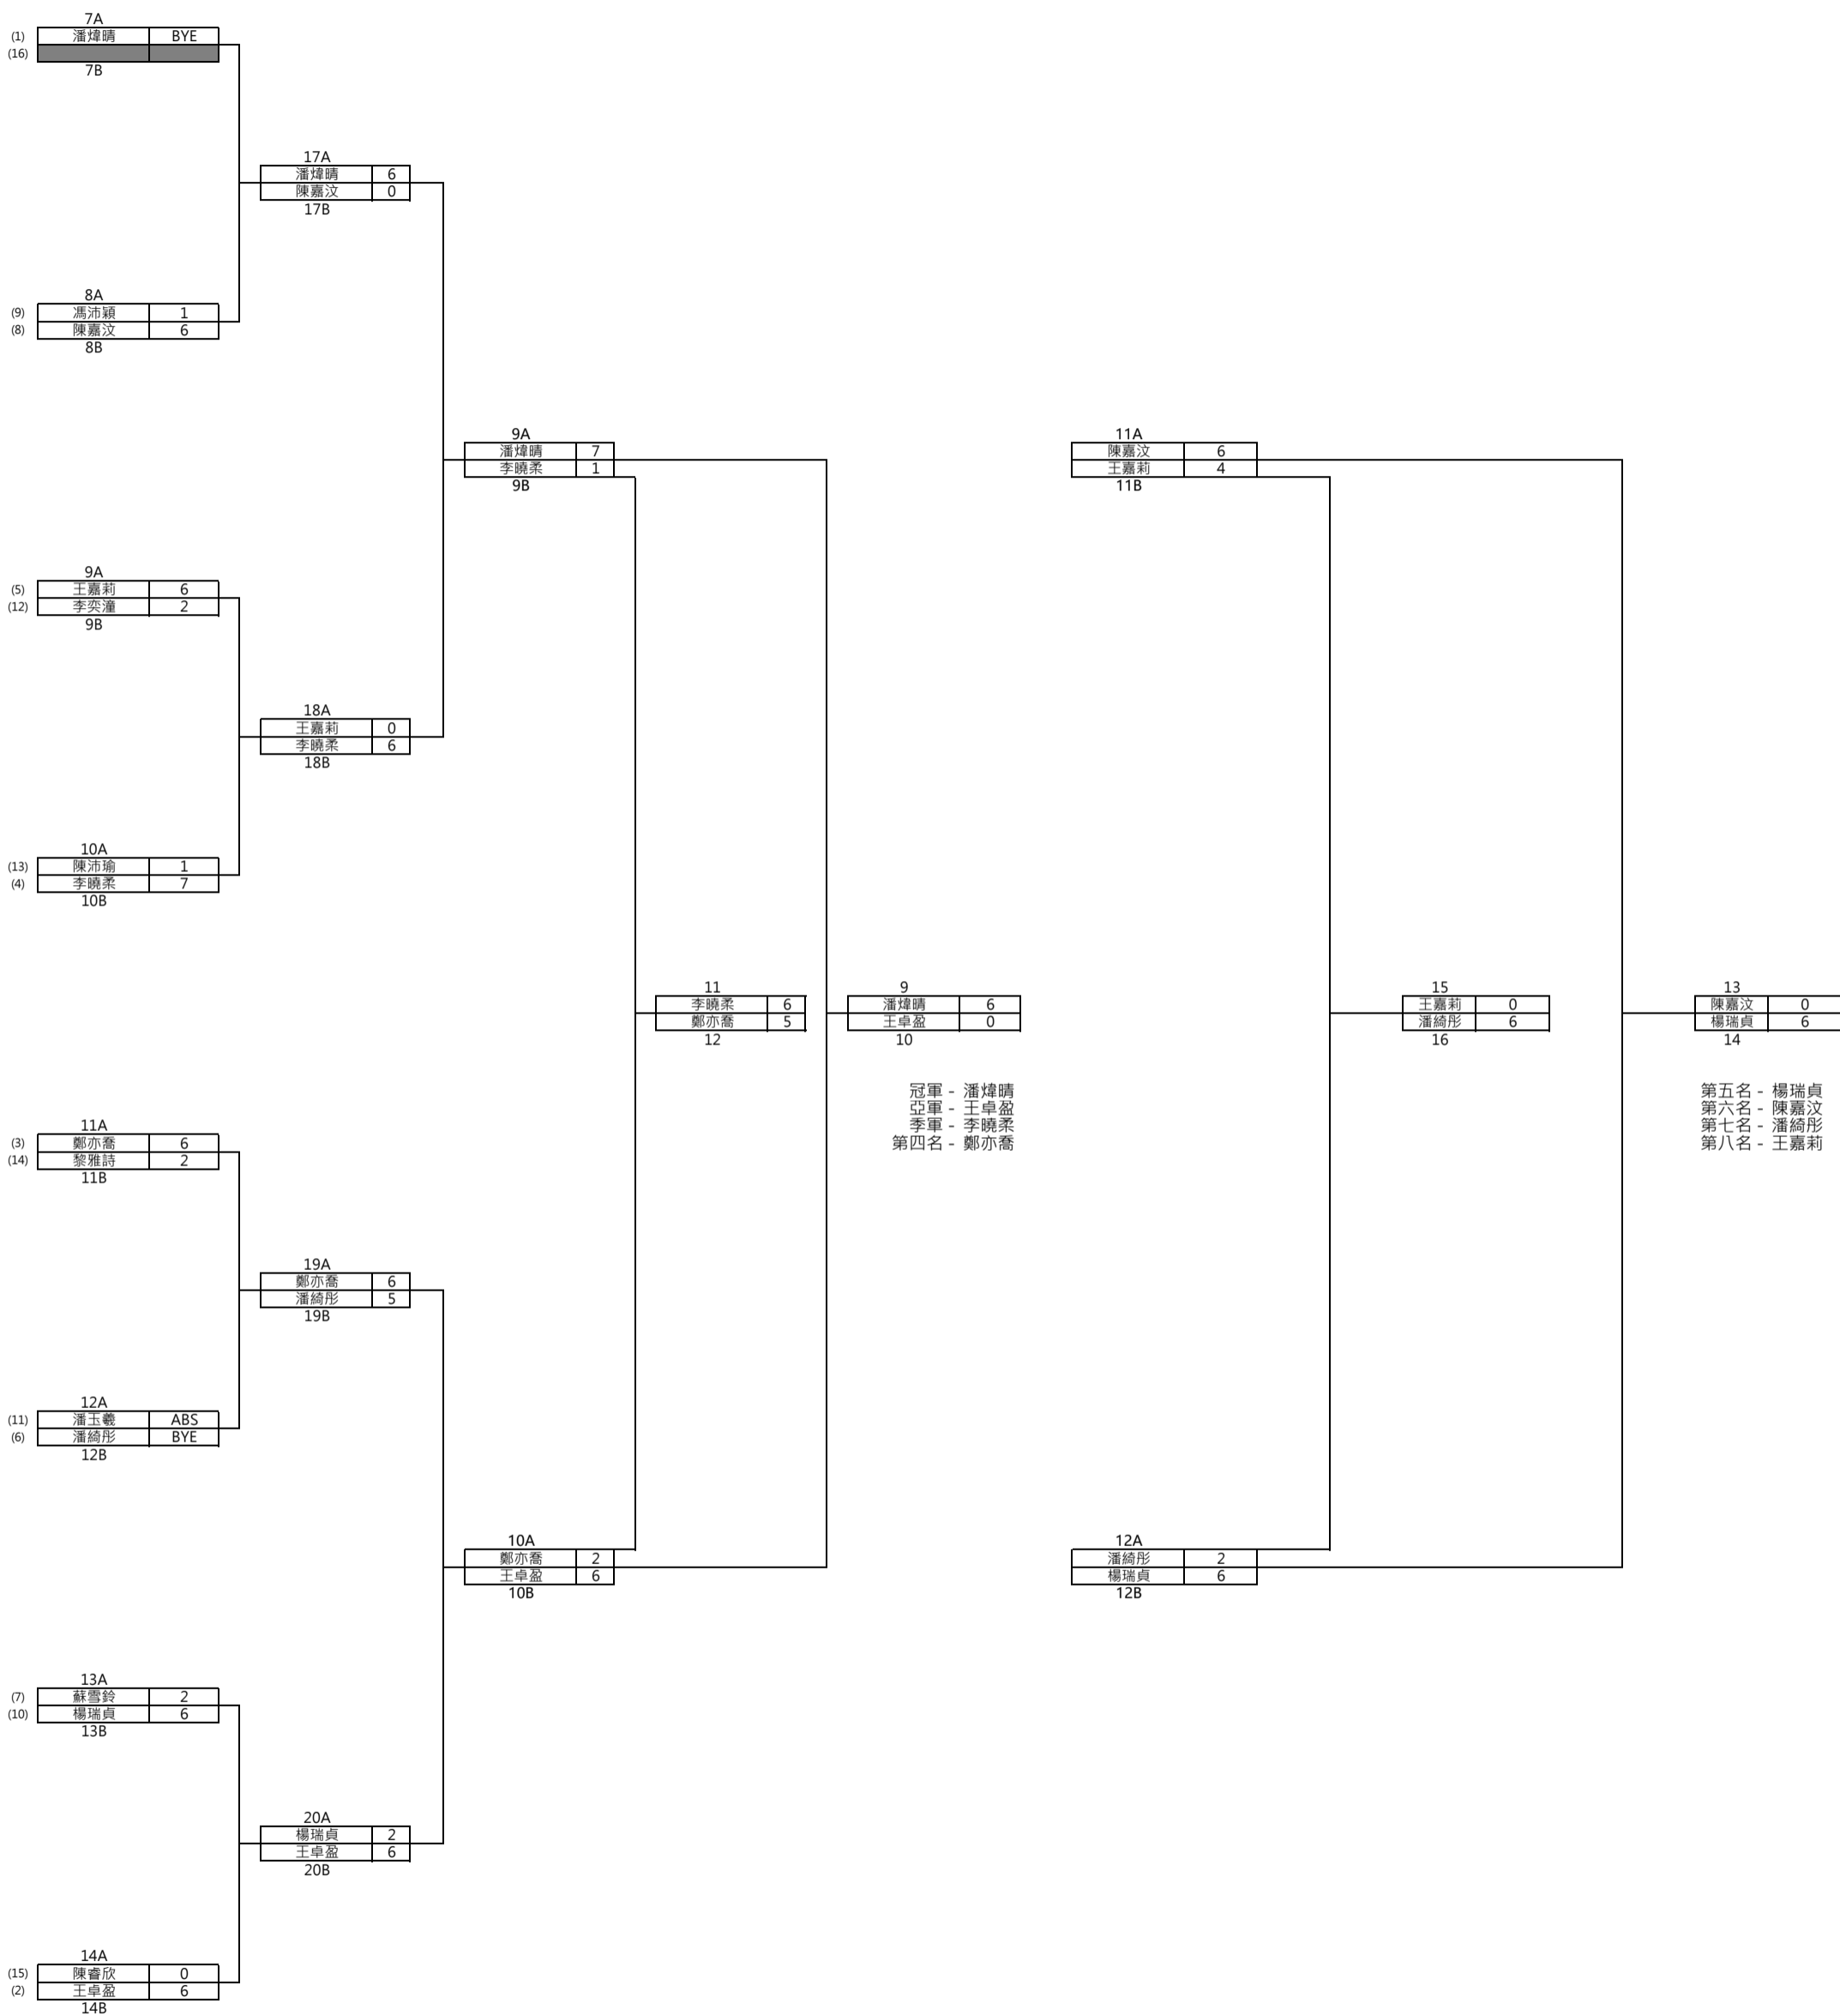 7A
(1) 潘煒晴 BYE
(16)
7B
17A
潘煒晴 6
陳嘉汶 0
17B
8A
(9) 馮沛穎 1
(8) 陳嘉汶 6
8B
9A
潘煒晴 7
李曉柔 1
9B
11A
陳嘉汶 6
王嘉莉 4
11B
9A
(5) 王嘉莉 6
(12) 李奕潼 2
9B
18A
王嘉莉 0
李曉柔 6
18B
10A
(13) 陳沛瑜 1
(4) 李曉柔 7
10B
11
李曉柔 6
鄭亦喬 5
12
9
潘煒晴 6
王卓盈 0
10
15
王嘉莉 0
潘綺彤 6
16
13
陳嘉汶 0
楊瑞貞 6
14
冠軍 - 潘煒晴
亞軍 - 王卓盈
季軍 - 李曉柔
第四名 - 鄭亦喬
第五名 - 楊瑞貞
第六名 - 陳嘉汶
第七名 - 潘綺彤
第八名 - 王嘉莉
11A
(3) 鄭亦喬 6
(14) 黎雅詩 2
11B
19A
鄭亦喬 6
潘綺彤 5
19B
12A
(11) 潘玉羲 ABS
(6) 潘綺彤 BYE
12B
10A
鄭亦喬 2
王卓盈 6
10B
12A
潘綺彤 2
楊瑞貞 6
12B
13A
(7) 蘇雪鈴 2
(10) 楊瑞貞 6
13B
20A
楊瑞貞 2
王卓盈 6
20B
14A
(15) 陳睿欣 0
(2) 王卓盈 6
14B